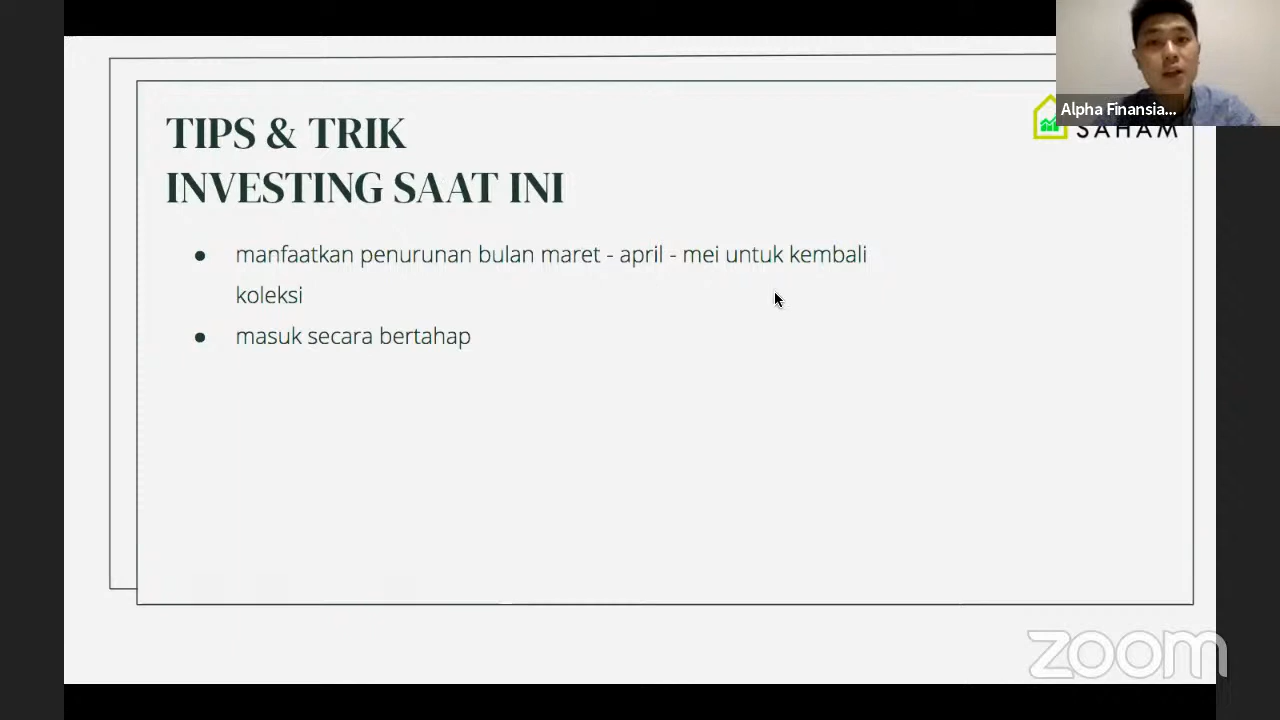 Alpha Finansia...
SAHAM
TIPS & TRIK
INVESTING SAAT INI
● manfaatkan penurunan bulan maret - april - mei untuk kembali
koleksi
● masuk secara bertahap
zoom